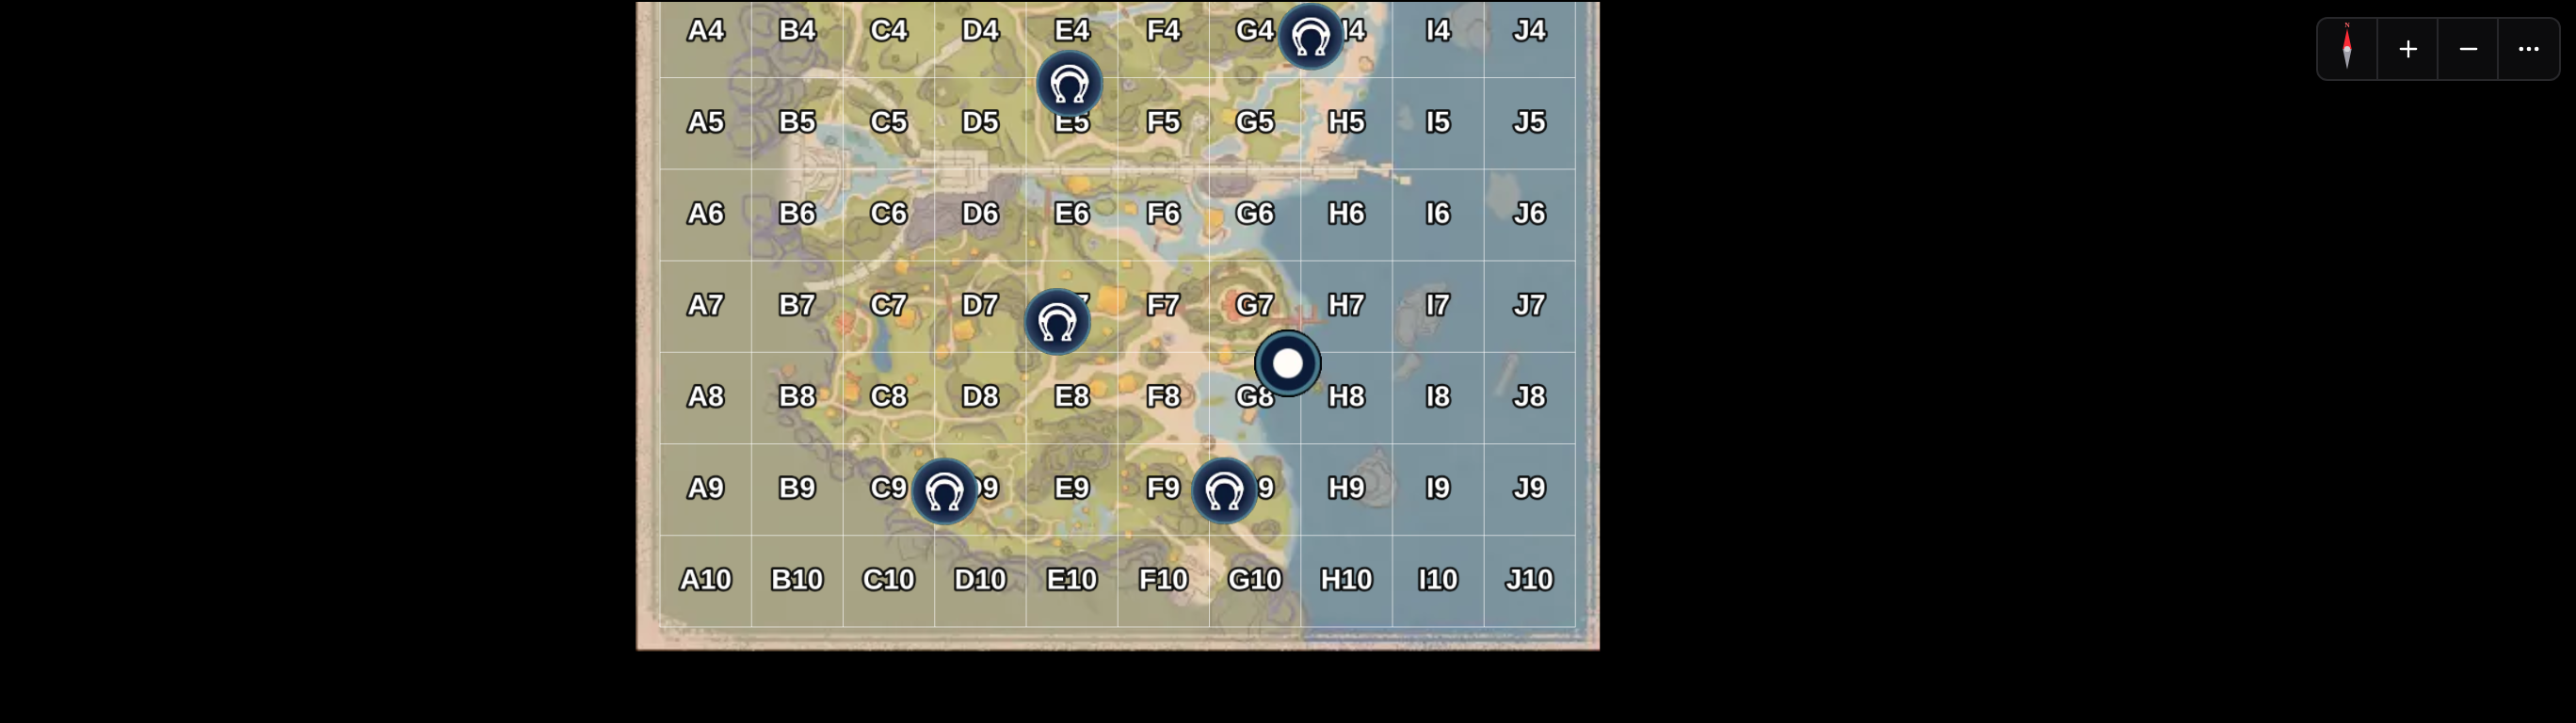 A4 B4 C4 D4 E4 F4 G4 I4 J4
A5 B5 C5 D5 E5 F5 G5 H5 I5 J5
A6 B6 C6 D6 E6 F6 G6 H6 I6 J6
A7 B7 C7 D7 F7 G7 H7 I7 J7
A8 B8 C8 D8 E8 F8 G8 H8 I8 J8
A9 B9 C9 E9 F9 H9 I9 J9
A10 B10 C10 D10 E10 F10 G10 H10 I10 J10
N